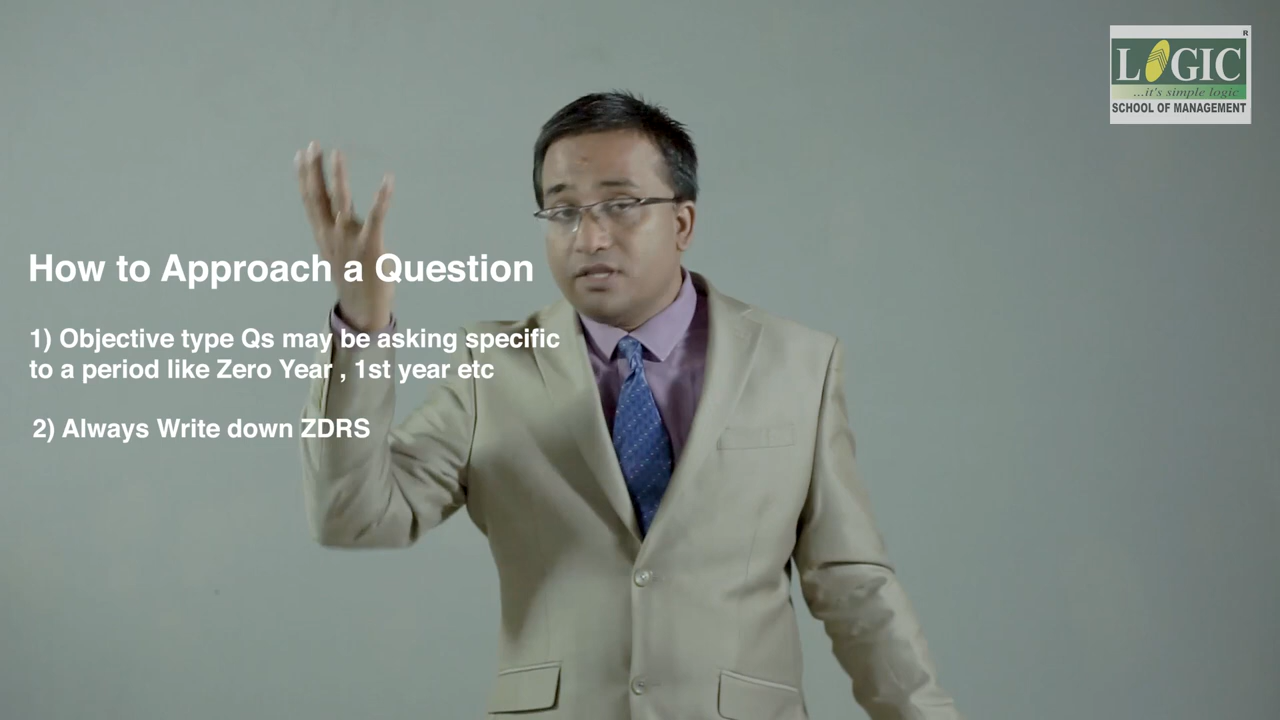 LOGIC
R
...it's simple logic
SCHOOL OF MANAGEMENT
How to Approach a Question
1) Objective type Qs may be asking specific
to a period like Zero Year , 1st year etc
2) Always Write down ZDRS